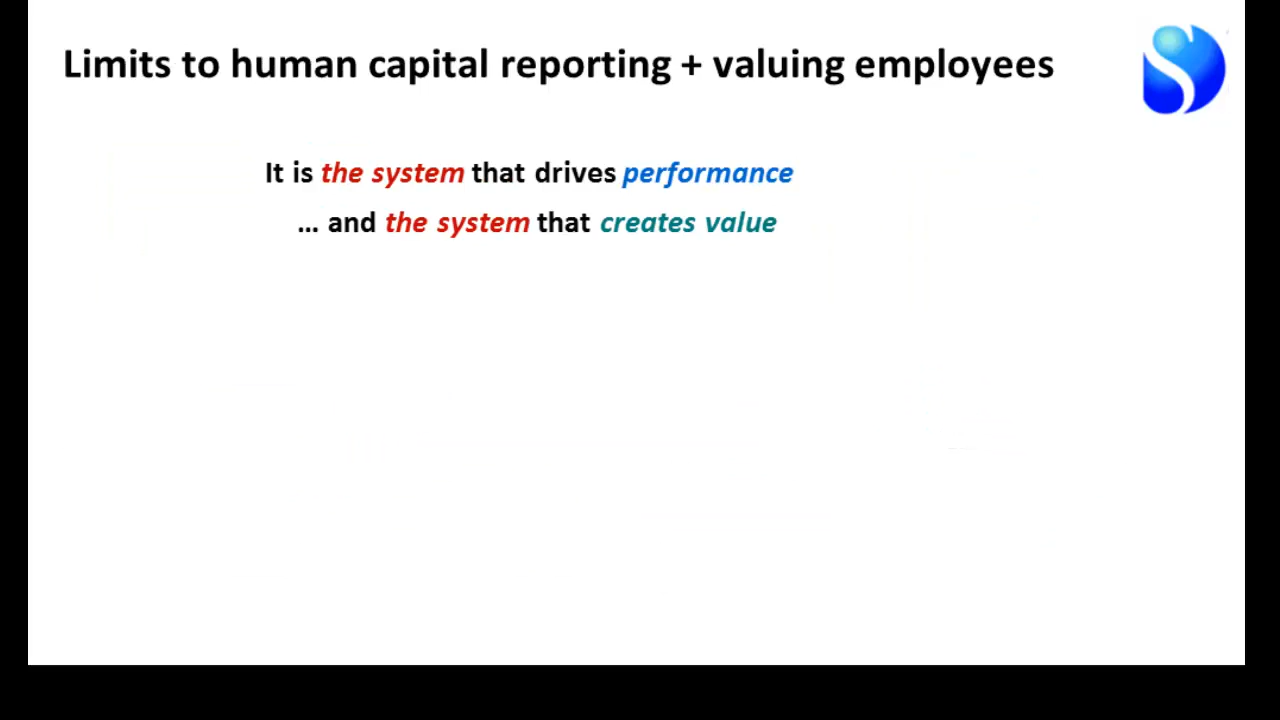 Limits to human capital reporting + valuing employees
It is the system that drives performance
... and the system that creates value